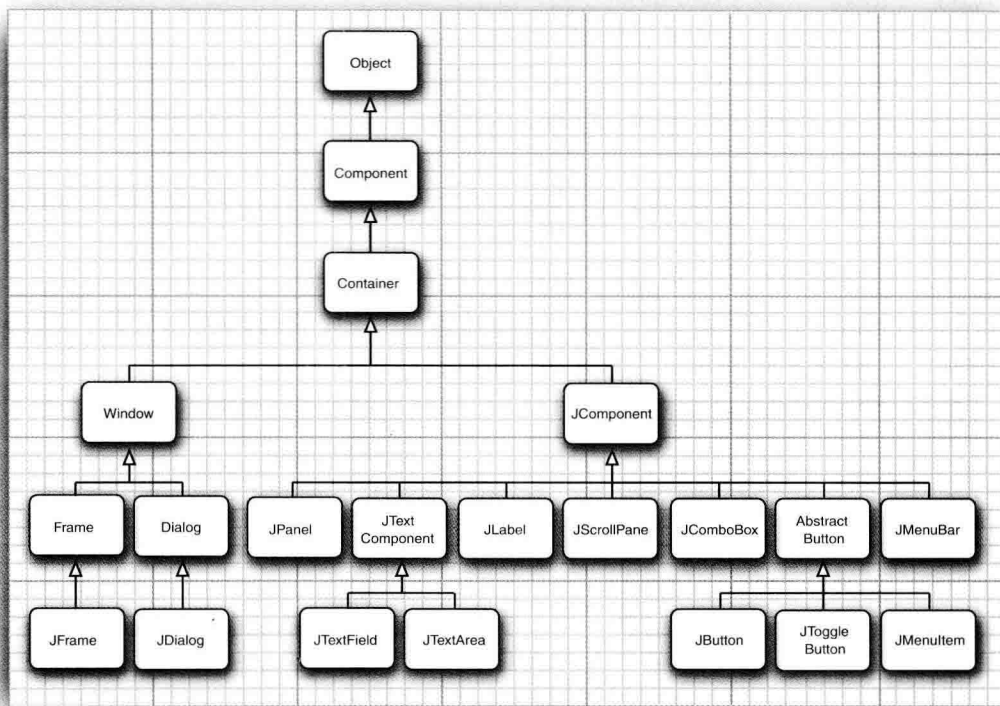 Object
Component
Container
Window
JComponent
Frame
Dialog
JPanel
JText
Component
JLabel
JScrollPane
JComboBox
Abstract
Button
JMenuBar
JFrame
JDialog
JTextField
JTextArea
JButton
JToggle
Button
JMenuItem